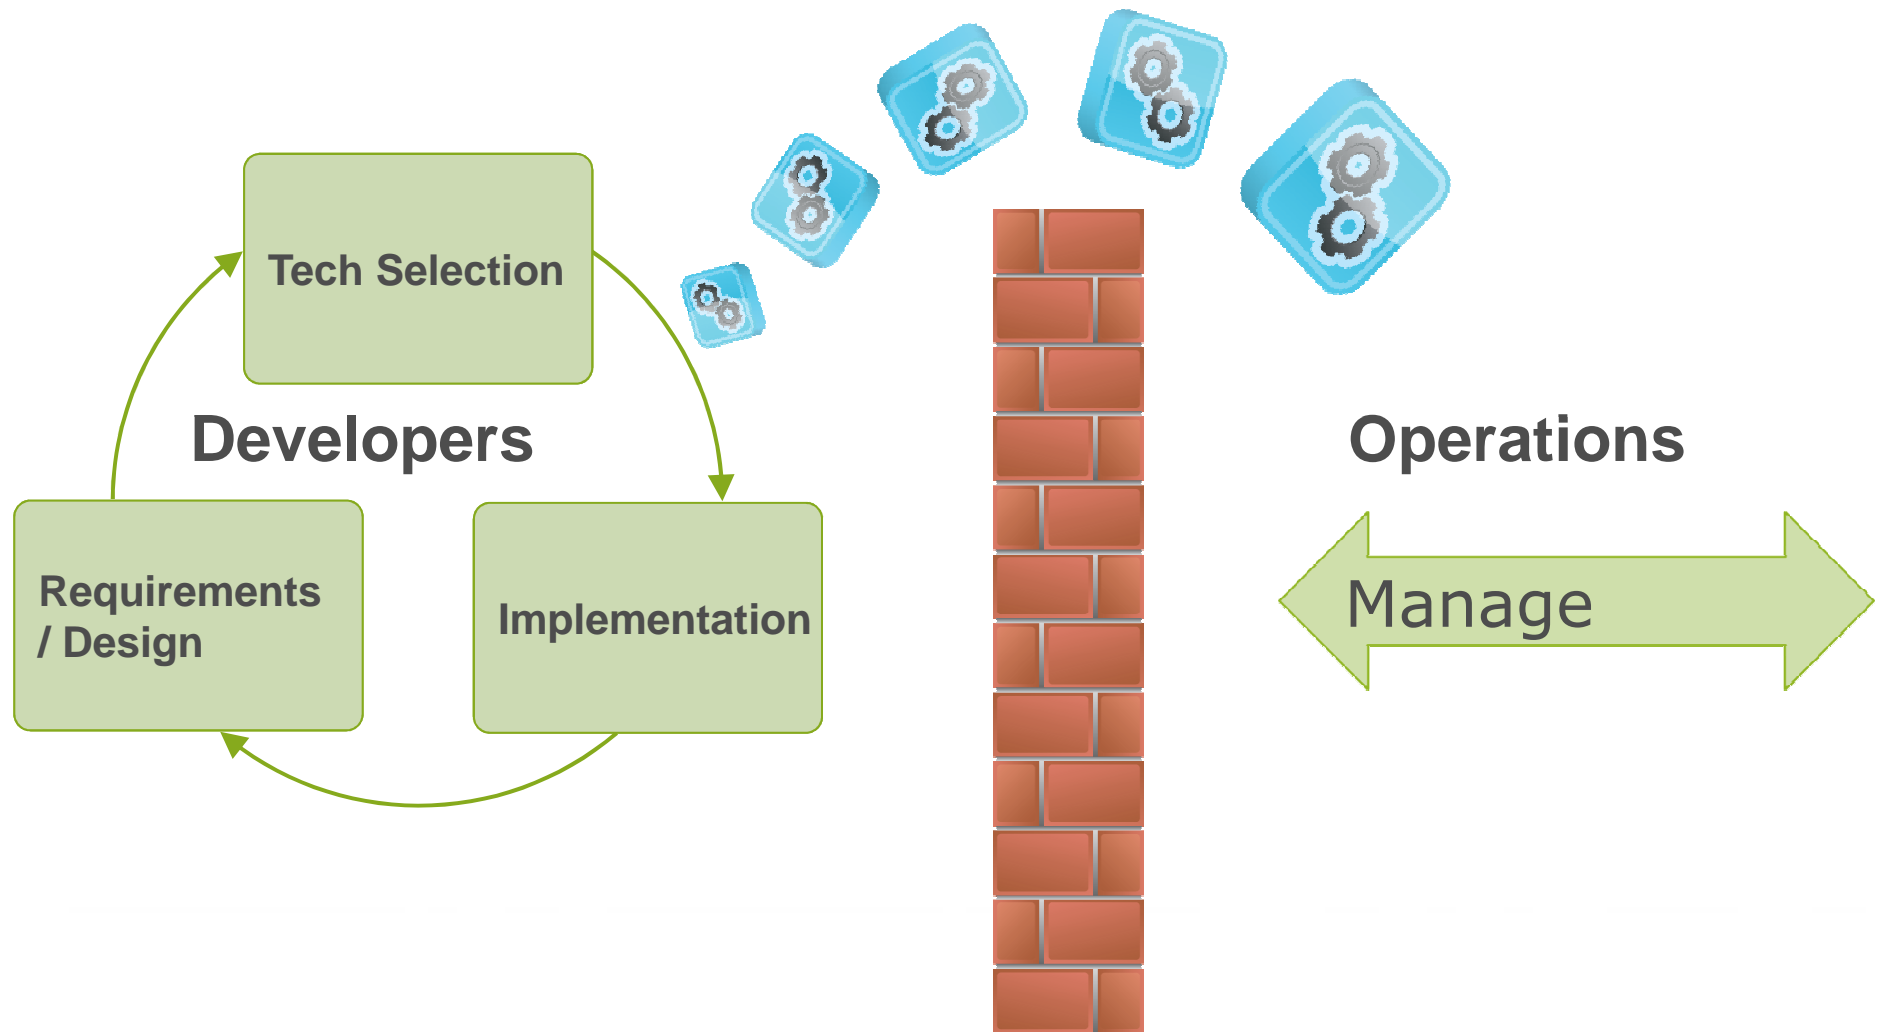 Tech Selection
Developers
Requirements
/ Design
Implementation
Operations
Manage